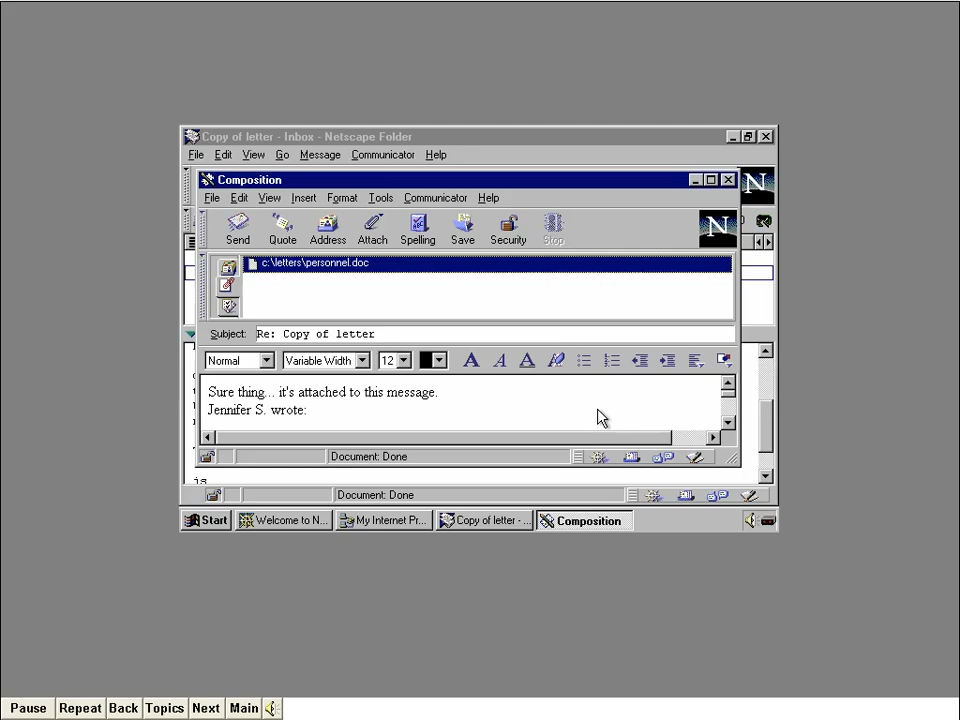 Copy of letter - Inbox - Netscape Folder
File Edit View Go Message Communicator Help
N
Composition
File Edit View Insert Format Tools Communicator Help
Send Quote Address Attach Spelling Save Security Stop
N
c:\letters\personnel.doc
Subject: Re: Copy of letter
Normal Variable Width 12 A A A
Sure thing... it's attached to this message.
Jennifer S. wrote:
Document: Done
is
Document: Done
Start Welcome to N... My Internet Pr... Copy of letter - ... Composition
Pause Repeat Back Topics Next Main